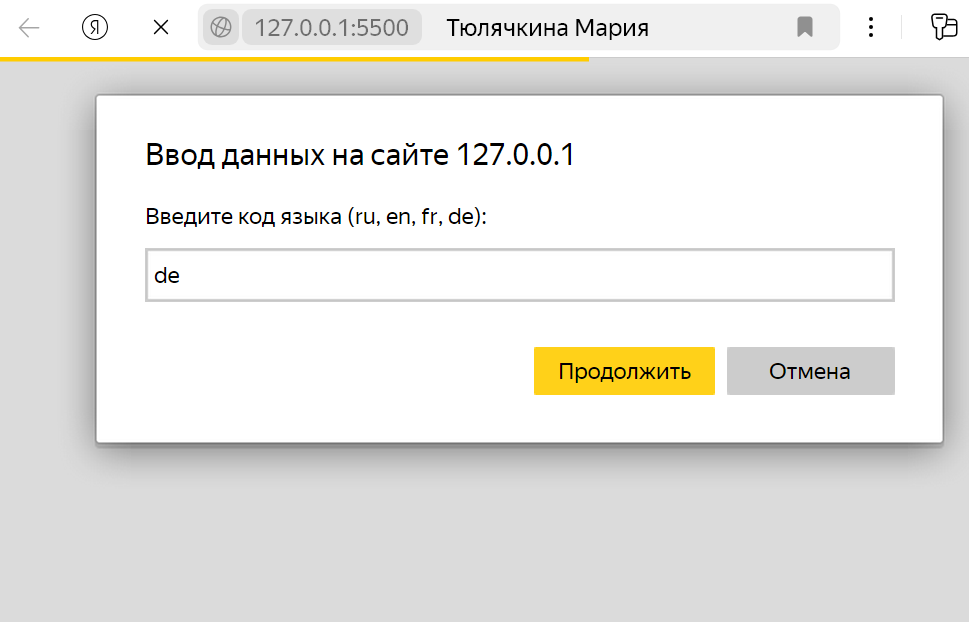 Я 127.0.0.1:5500 Тюлячкина Мария
Ввод данных на сайте 127.0.0.1
Введите код языка (ru, en, fr, de):
de
Продолжить Отмена